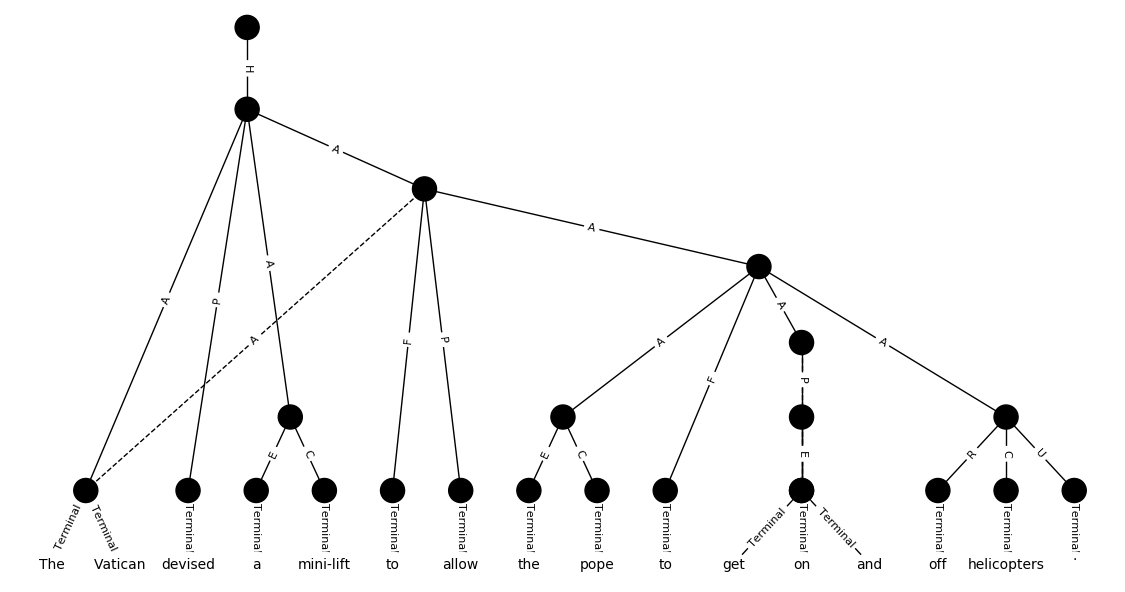 H
A
A
A
A
P
A
A
F
P
A
F
A
P
A
E
C
E
C
E
R
C
U
Terminal Terminal Terminal Terminal Terminal Terminal Terminal Terminal Terminal Terminal Terminal Terminal Terminal Terminal Terminal Terminal
The Vatican devised a mini-lift to allow the pope to get on and off helicopters .